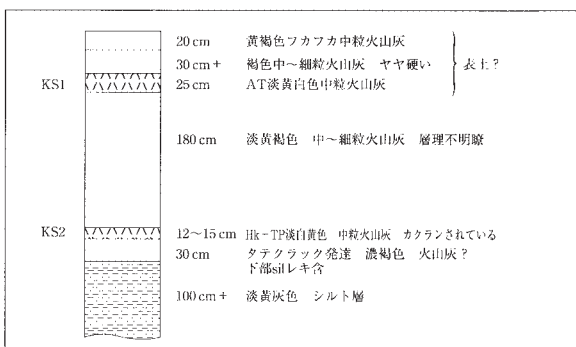 20 cm 黄褐色フカフカ中粒火山灰
30 cm + 褐色中～細粒火山灰 ヤヤ硬い
表土？
KS1
25 cm AT淡黄白色中粒火山灰
180 cm 淡黄褐色 中～細粒火山灰 層理不明瞭
KS2
12～15 cm Hk－TP淡白黄色 中粒火山灰 カクランされている
30 cm タテクラック発達 濃褐色 火山灰？
下部silレキ含
100 cm + 淡黄灰色 シルト層